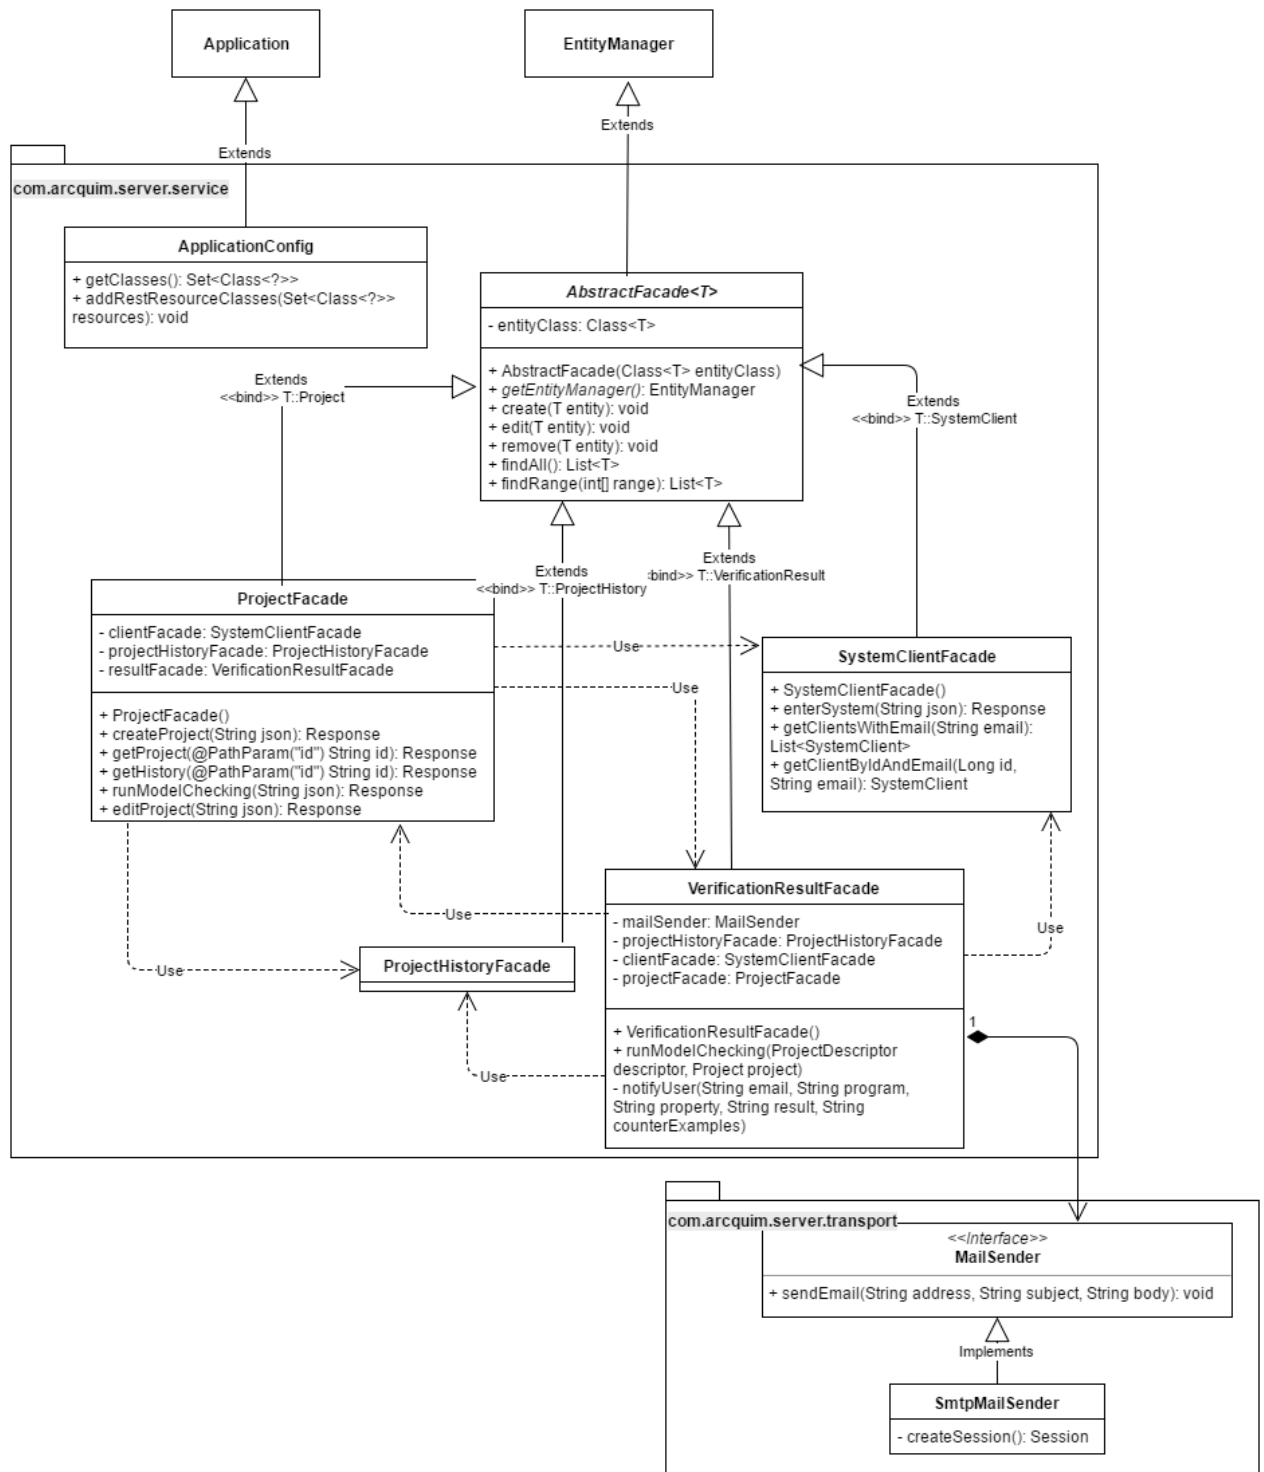 Application
EntityManager
Extends
Extends
com.arcquim.server.service
ApplicationConfig
+ getClasses(): Set<Class<?>>
+ addRestResourceClasses(Set<Class<?>>
resources): void
AbstractFacade<T>
- entityClass: Class<T>
+ AbstractFacade(Class<T> entityClass)
+ getEntityManager(): EntityManager
+ create(T entity): void
+ edit(T entity): void
+ remove(T entity): void
+ findAll(): List<T>
+ findRange(int[] range): List<T>
Extends
<<bind>> T::Project
Extends
<<bind>> T::SystemClient
Extends
<<bind>> T::ProjectHistory
Extends
:bind>> T::VerificationResult
ProjectFacade
- clientFacade: SystemClientFacade
- projectHistoryFacade: ProjectHistoryFacade
- resultFacade: VerificationResultFacade
+ ProjectFacade()
+ createProject(String json): Response
+ getProject(@PathParam("id") String id): Response
+ getHistory(@PathParam("id") String id): Response
+ runModelChecking(String json): Response
+ editProject(String json): Response
Use
Use
SystemClientFacade
+ SystemClientFacade()
+ enterSystem(String json): Response
+ getClientsWithEmail(String email):
List<SystemClient>
+ getClientByIdAndEmail(Long id,
String email): SystemClient
Use
Use
Use
Use
ProjectHistoryFacade
VerificationResultFacade
- mailSender: MailSender
- projectHistoryFacade: ProjectHistoryFacade
- clientFacade: SystemClientFacade
- projectFacade: ProjectFacade
+ VerificationResultFacade()
+ runModelChecking(ProjectDescriptor
descriptor, Project project)
- notifyUser(String email, String program,
String property, String result, String
counterExamples)
1
com.arcquim.server.transport
<<Interface>>
MailSender
+ sendEmail(String address, String subject, String body): void
Implements
SmtpMailSender
- createSession(): Session